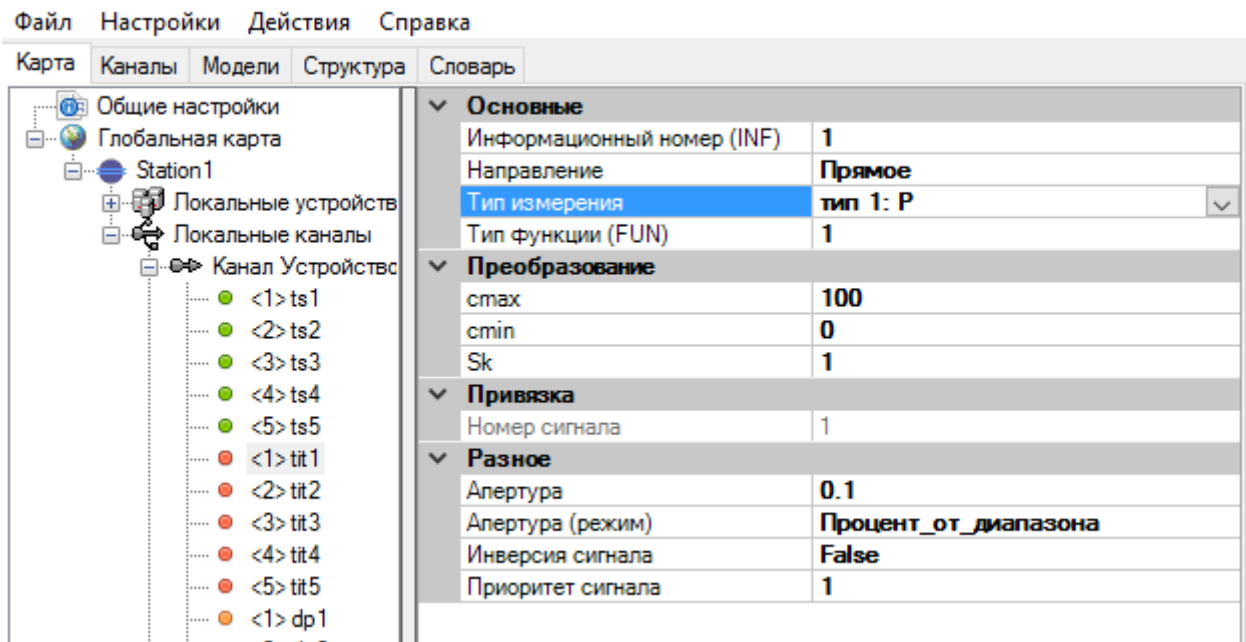 Файл Настройки Действия Справка
Карта Каналы Модели Структура Словарь
Общие настройки
Глобальная карта
Station1
Локальные устройств
Локальные каналы
Канал Устройство
<1> ts1
<2> ts2
<3> ts3
<4> ts4
<5> ts5
<1> tit1
<2> tit2
<3> tit3
<4> tit4
<5> tit5
<1> dp1
Основные
Информационный номер (INF) 1
Направление Прямое
Тип измерения тип 1: P
Тип функции (FUN) 1
Преобразование
cmax 100
cmin 0
Sk 1
Привязка
Номер сигнала 1
Разное
Апертура 0.1
Апертура (режим) Процент_от_диапазона
Инверсия сигнала False
Приоритет сигнала 1